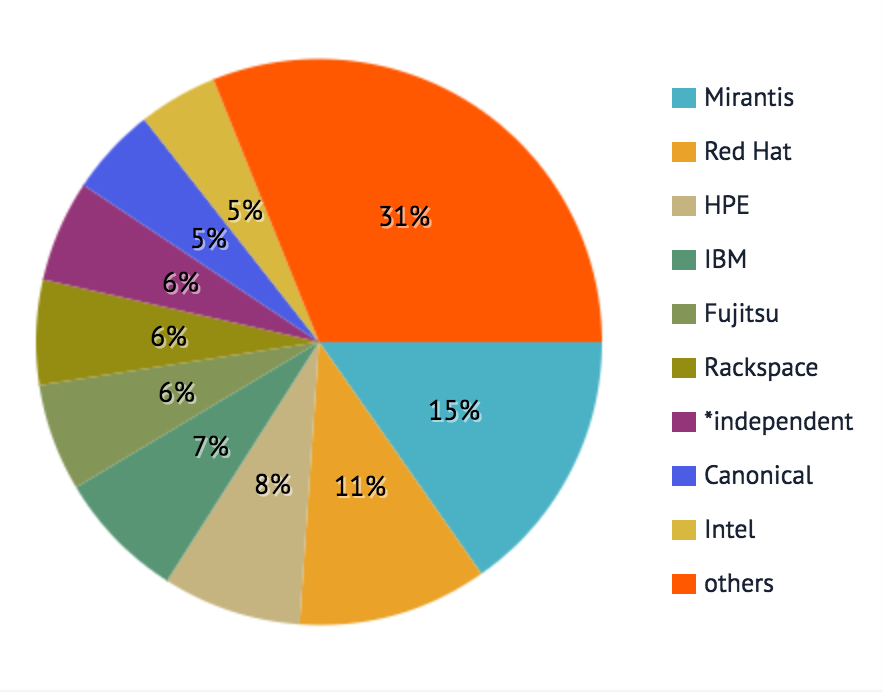 5%
31%
5%
6%
6%
6%
7%
8%
11%
15%
Mirantis
Red Hat
HPE
IBM
Fujitsu
Rackspace
*independent
Canonical
Intel
others